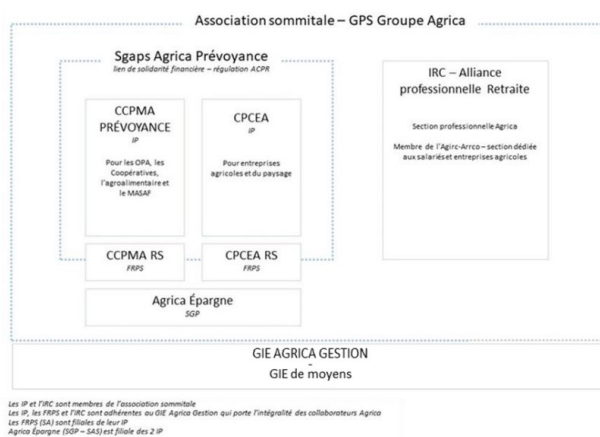 Association sommitale – GPS Groupe Agrica
Sgaps Agrica Prévoyance
lien de solidarité financière – régulation ACPR
CCPMA
PRÉVOYANCE
IP
Pour les OPA, les
Coopératives,
l'agroalimentaire et
le MASAF
CPCEA
IP
Pour entreprises
agricoles et du paysage
IRC – Alliance
professionnelle Retraite
Section professionnelle Agrica
Membre de l'Agirc-Arrco – section dédiée
aux salariés et entreprises agricoles
CCPMA RS
FRPS
CPCEA RS
FRPS
Agrica Épargne
SGP
GIE AGRICA GESTION
-
GIE de moyens
Les IP et l'IRC sont membres de l'association sommitale
Les IP, les FRPS et l'IRC sont adhérentes au GIE Agrica Gestion qui porte l'intégralité des collaborateurs Agrica
Les FRPS (SA) sont filiales de leur IP
Agrica Épargne (SGP – SAS) est filiale des 2 IP